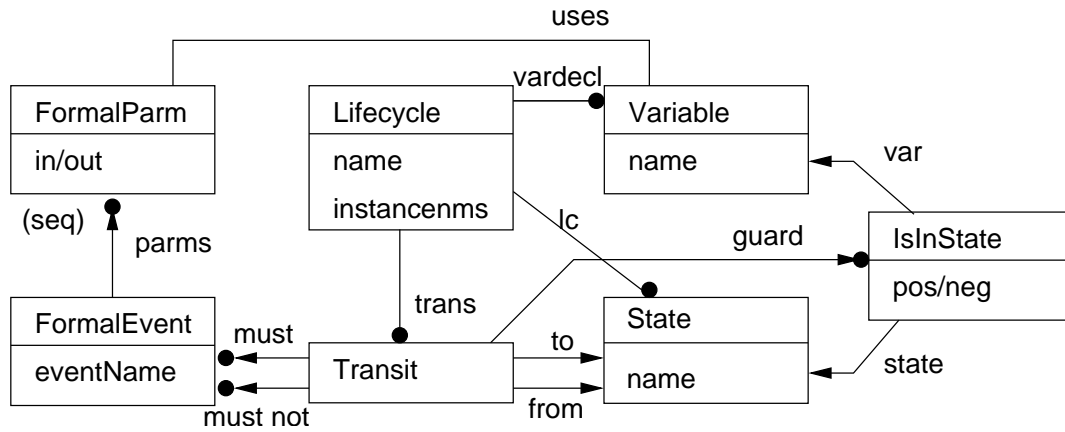 uses
vardecl
FormalParm
in/out
Lifecycle
name
instancenms
Variable
name
var
(seq)
parms
lc
guard
IsInState
pos/neg
FormalEvent
eventName
must
must not
trans
Transit
to
from
State
name
state